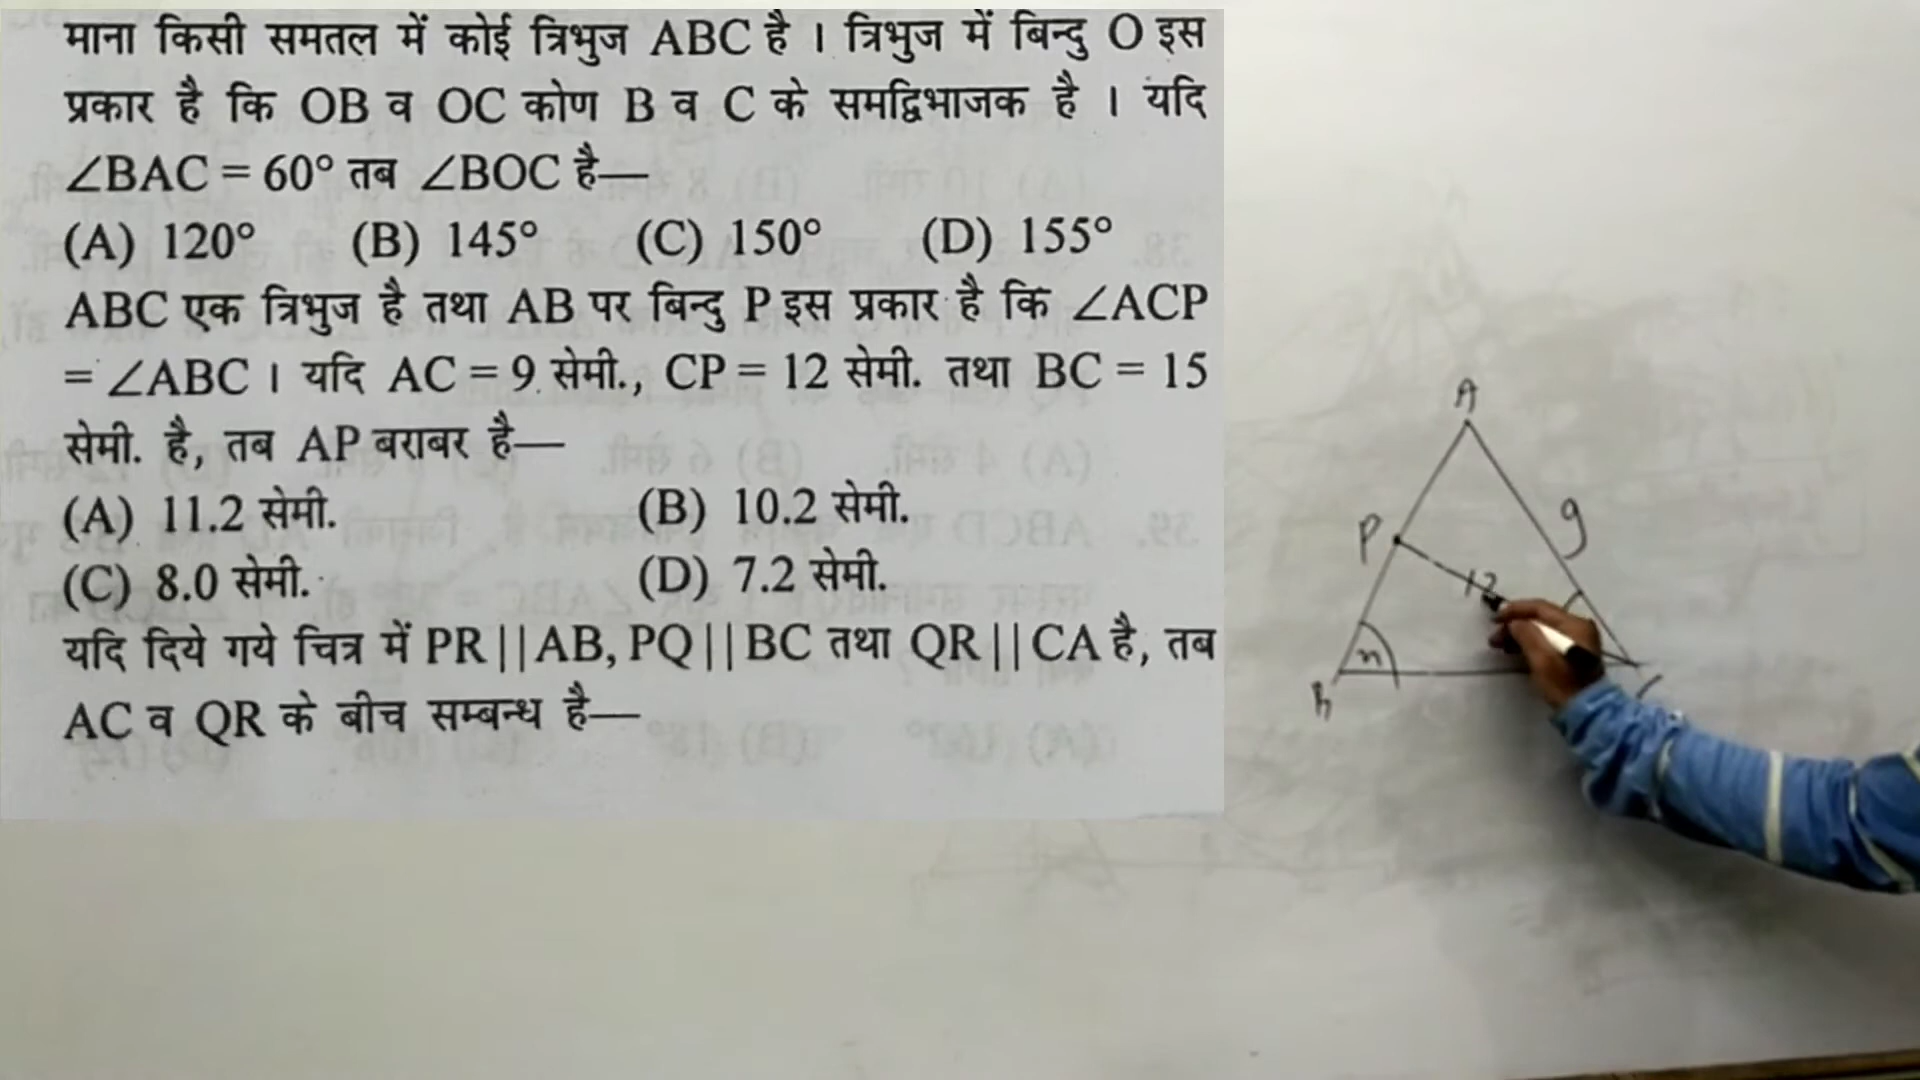 माना किसी समतल में कोई त्रिभुज ABC है । त्रिभुज में बिन्दु O इस
प्रकार है कि OB व OC कोण B व C के समद्विभाजक है । यदि
∠BAC = 60° तब ∠BOC है—
(A) 120° (B) 145° (C) 150° (D) 155°
ABC एक त्रिभुज है तथा AB पर बिन्दु P इस प्रकार है कि ∠ACP
= ∠ABC । यदि AC = 9 सेमी., CP = 12 सेमी. तथा BC = 15
सेमी. है, तब AP बराबर है—
(A) 11.2 सेमी. (B) 10.2 सेमी.
(C) 8.0 सेमी. (D) 7.2 सेमी.
यदि दिये गये चित्र में PR||AB, PQ||BC तथा QR||CA है, तब
AC व QR के बीच सम्बन्ध है—
A
P
9
12
B